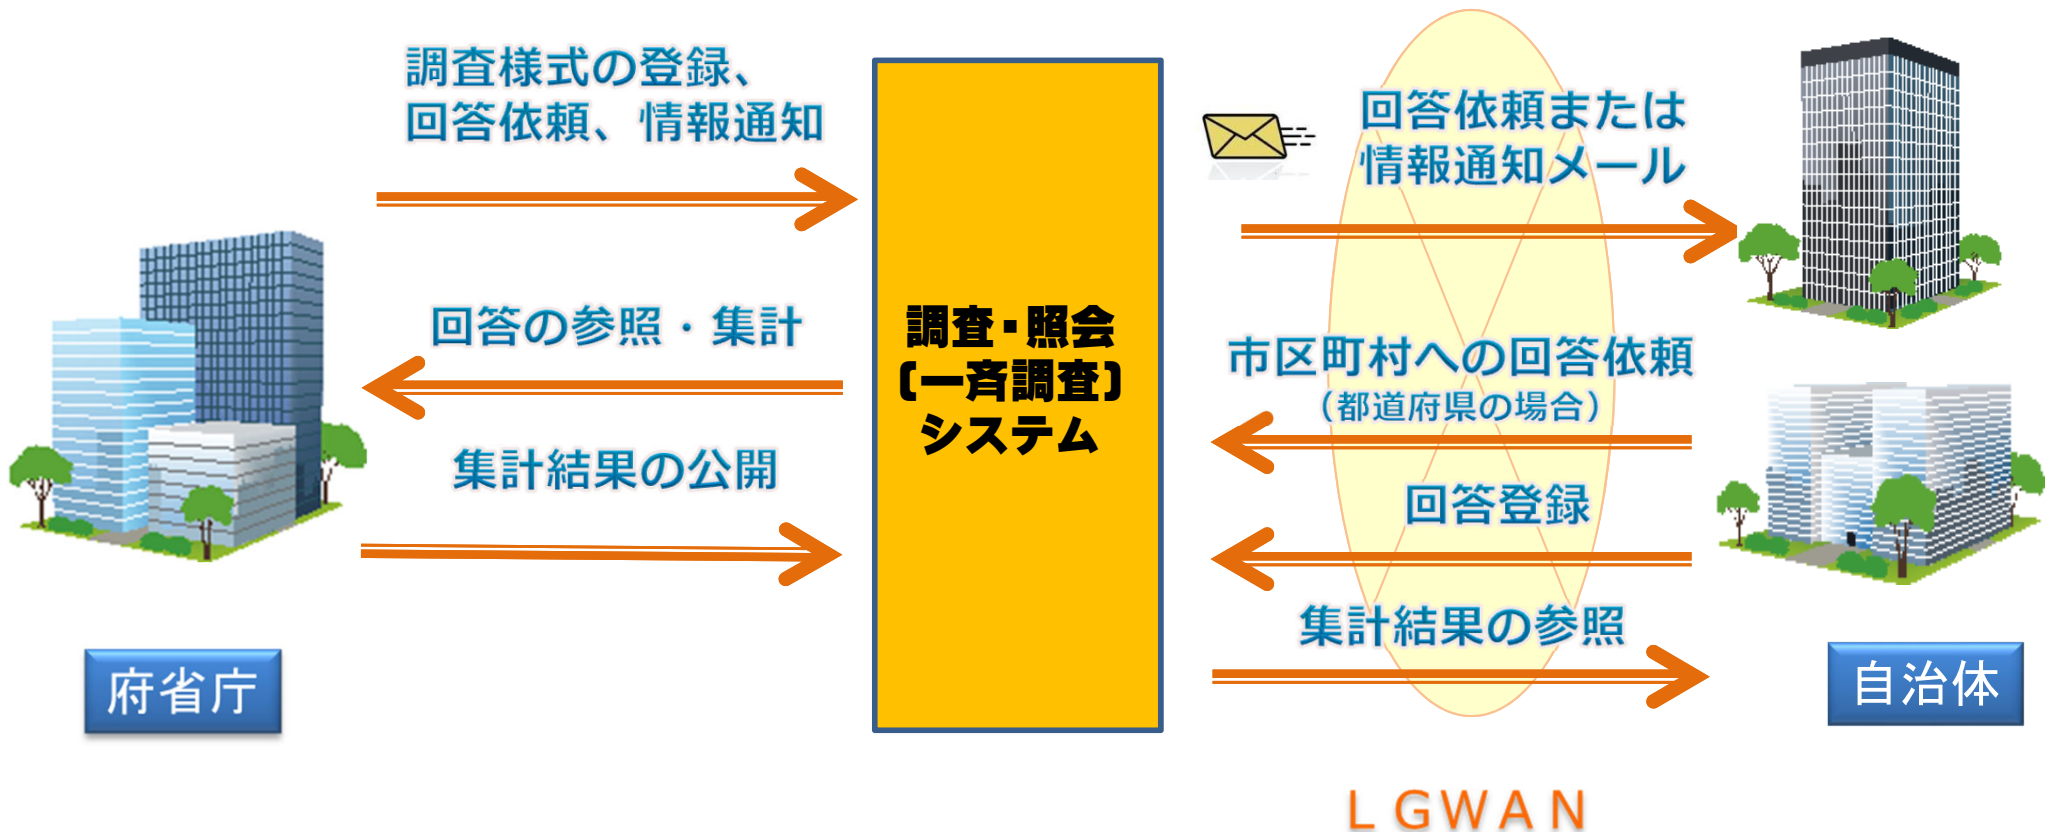 調査様式の登録、
回答依頼、情報通知
回答の参照・集計
集計結果の公開
府省庁
調査・照会
(一斉調査)
システム
回答依頼または
情報通知メール
市区町村への回答依頼
（都道府県の場合）
回答登録
集計結果の参照
自治体
ＬＧＷＡＮ